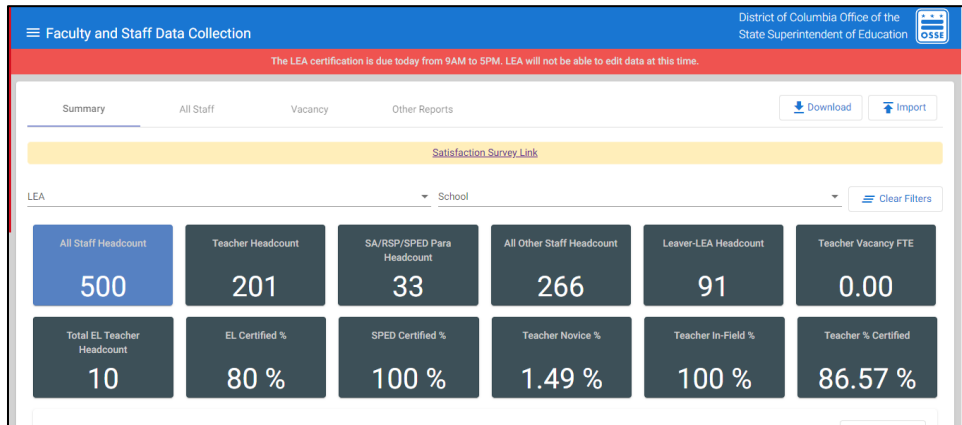 District of Columbia Office of the
Faculty and Staff Data Collection
State Superintendent of Education
OSSE
The LEA certification is due today from 9AM to 5PM. LEA will not be able to edit data at this time.
Summary All Staff Vacancy Other Reports Download Import
Satisfaction Survey Link
LEA School Clear Filters
All Staff Headcount
500
Teacher Headcount
201
SA/RSP/SPED Para
Headcount
33
All Other Staff Headcount
266
Leaver-LEA Headcount
91
Teacher Vacancy FTE
0.00
Total EL Teacher
Headcount
10
EL Certified %
80 %
SPED Certified %
100 %
Teacher Novice %
1.49 %
Teacher In-Field %
100 %
Teacher % Certified
86.57 %